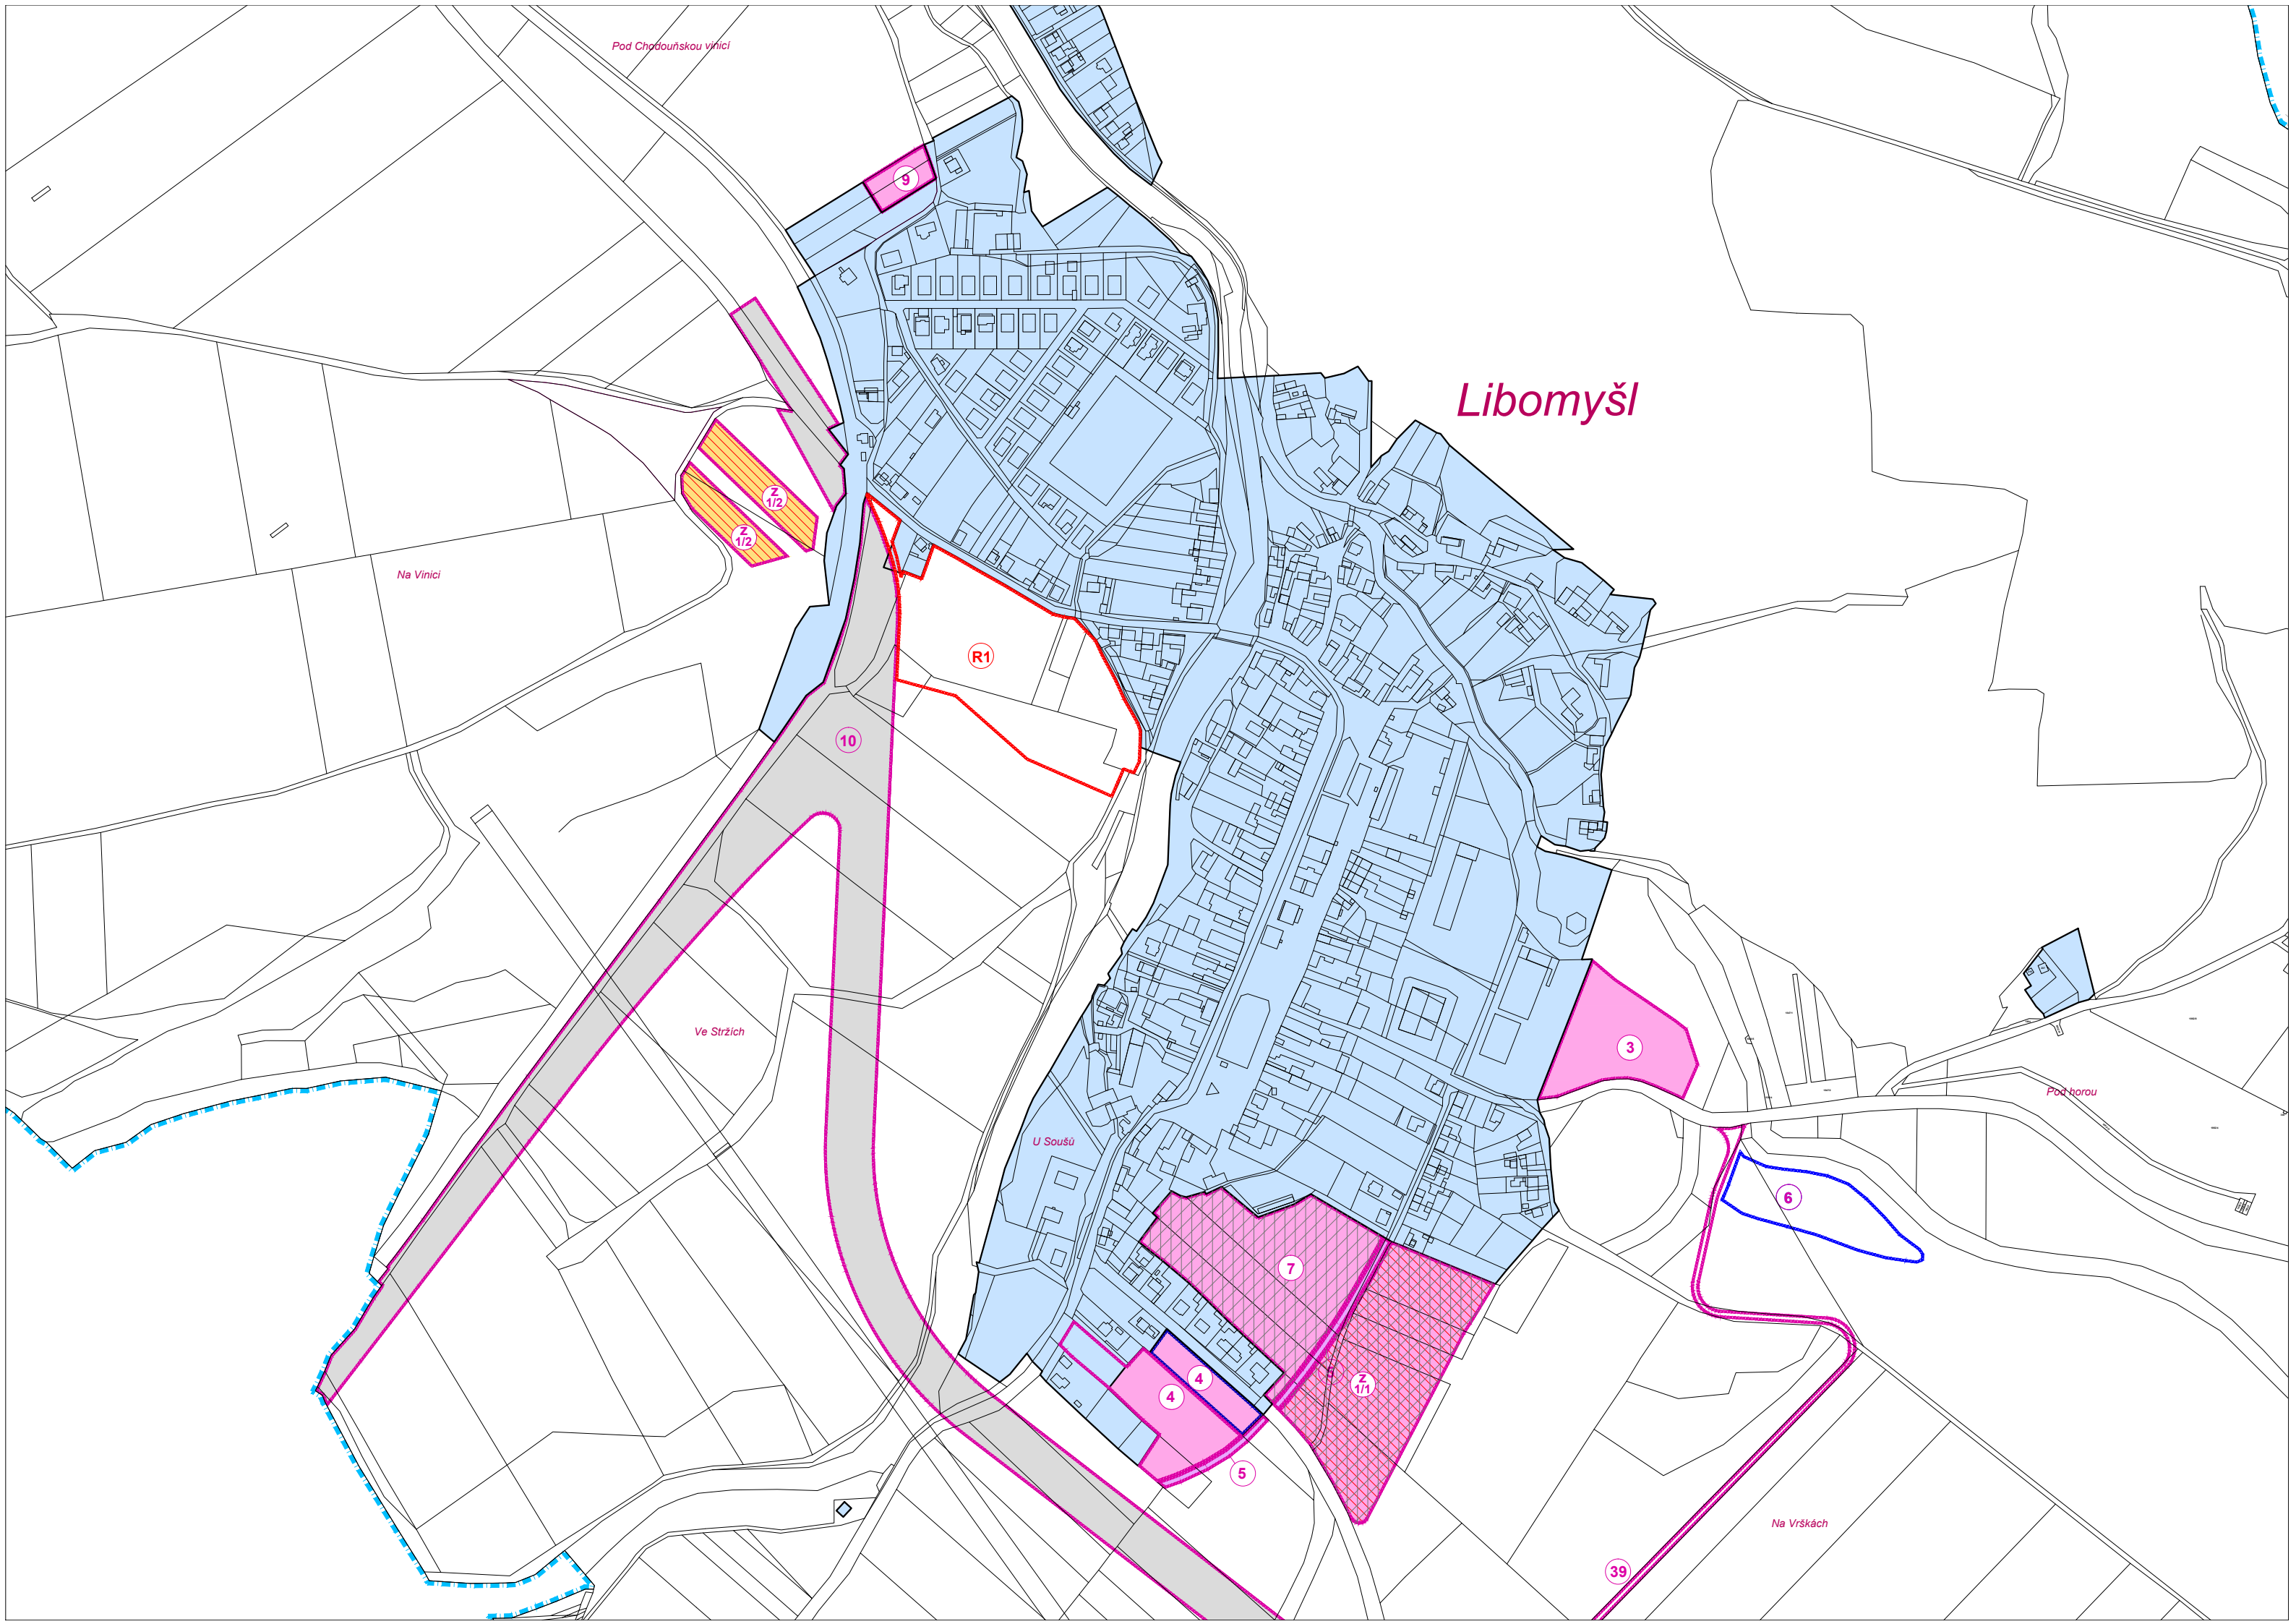 Pod Chodouňskou vinicí
9
Libomyšl
Z
1/2
Z
1/2
Na Vinici
R1
10
Ve Stržích
3
Pod horou
U Soušů
6
7
Z
1/1
4
4
5
Na Vrškách
39